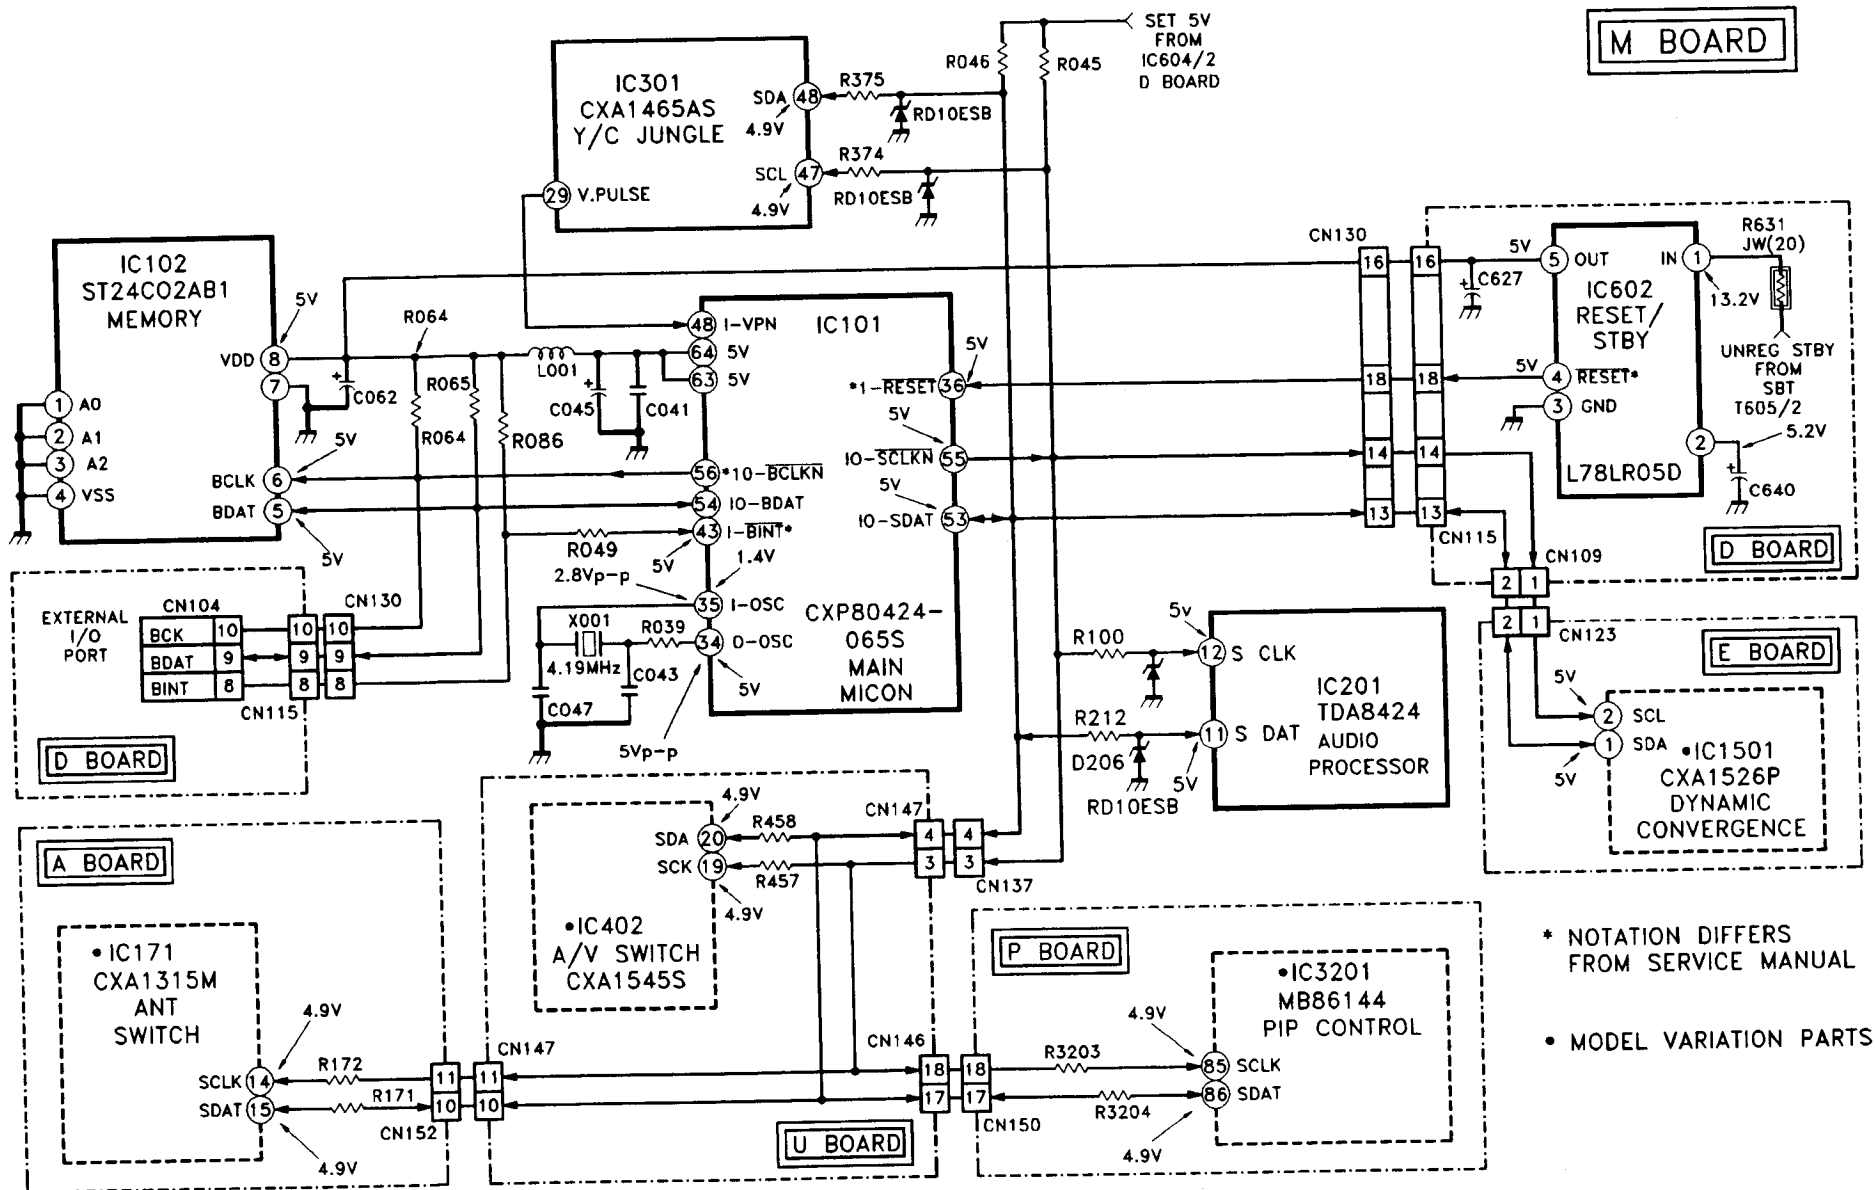 M BOARD
SET 5V
FROM
IC604/2
D BOARD
R046
R045
IC301
CXA1465AS
Y/C JUNGLE
SDA
48
4.9V
R375
RD10ESB
SCL
47
4.9V
R374
RD10ESB
29
V.PULSE
IC102
ST24C02AB1
MEMORY
5V
VDD
8
7
1
A0
2
A1
3
A2
4
VSS
BCLK
6
5V
BDAT
5
5V
R064
R065
R064
R086
C062
L001
C045
C041
+
+
48
I-VPN
64
5V
63
5V
IC101
5V
*1-RESET
36
5V
IO-SCLKN
55
5V
IO-SDAT
53
56
*10-BCLKN
54
IO-BDAT
43
I-BINT*
R049
5V
1.4V
2.8Vp-p
35
I-OSC
34
O-OSC
5V
5Vp-p
X001
4.19MHz
R039
C043
C047
CXP80424-
065S
MAIN
MICON
CN130
16
16
18
18
14
14
13
13
CN115
5V
C627
+
5
OUT
IN
1
IC602
RESET/
STBY
13.2V
R631
JW(20)
UNREG STBY
FROM
SBT
T605/2
5V
4
RESET*
3
GND
2
5.2V
+
C640
L78LR05D
D BOARD
CN109
2
1
2
1
CN123
E BOARD
5V
2
SCL
1
SDA
5V
•IC1501
CXA1526P
DYNAMIC
CONVERGENCE
EXTERNAL
I/O
PORT
CN104
BCK
10
BDAT
9
BINT
8
10
10
9
9
8
8
CN130
CN115
D BOARD
R100
5V
12
S CLK
R212
11
S DAT
5V
D206
RD10ESB
IC201
TDA8424
AUDIO
PROCESSOR
A BOARD
•IC171
CXA1315M
ANT
SWITCH
4.9V
SCLK
14
R172
SDAT
15
R171
4.9V
11
11
10
10
CN147
CN152
4.9V
SDA
20
R458
SCK
19
R457
4.9V
•IC402
A/V SWITCH
CXA1545S
CN147
4
4
3
3
CN137
CN146
18
18
17
17
CN150
U BOARD
P BOARD
•IC3201
MB86144
PIP CONTROL
4.9V
R3203
85
SCLK
R3204
86
SDAT
4.9V
* NOTATION DIFFERS
FROM SERVICE MANUAL
• MODEL VARIATION PARTS